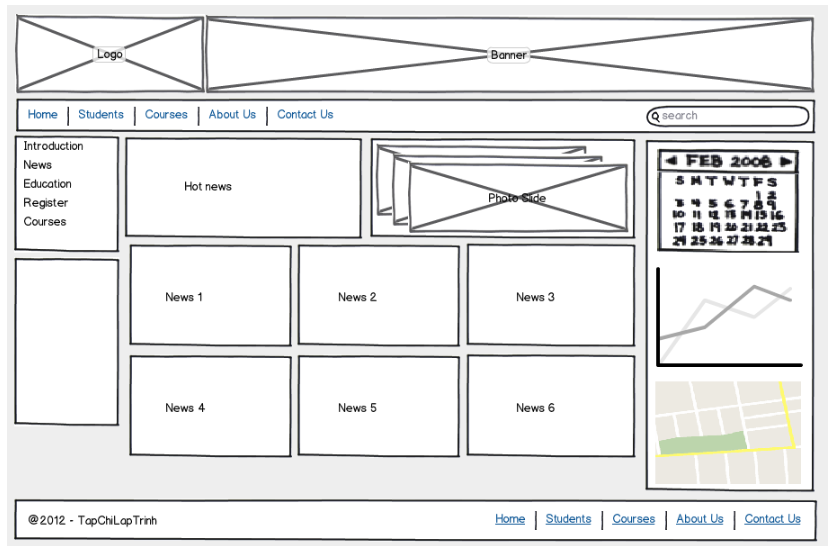 Logo
Banner
Home Students Courses About Us Contact Us
search
Introduction
News
Education
Register
Courses
Hot news
Photo Slide
FEB 2008
S M T W T F S
1 2
3 4 5 6 7 8 9
10 11 12 13 14 15 16
17 18 19 20 21 22 23
24 25 26 27 28 29
News 1
News 2
News 3
News 4
News 5
News 6
@2012 - TapChiLapTrinh
Home Students Courses About Us Contact Us